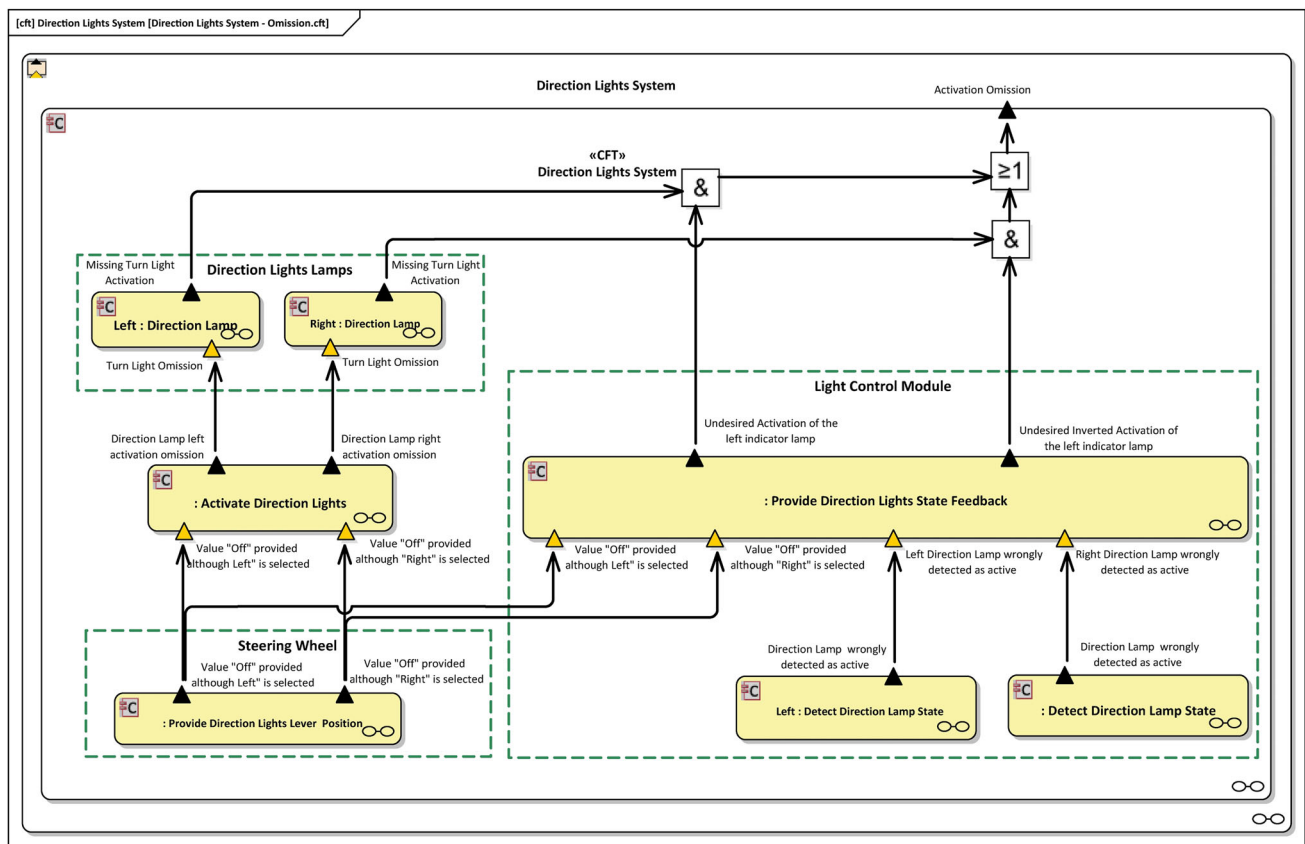 [cft] Direction Lights System [Direction Lights System - Omission.cft]
Direction Lights System
Activation Omission
C
«CFT»
Direction Lights System
&
≥1
&
Direction Lights Lamps
Missing Turn Light
Activation
Missing Turn Light
Activation
C
Left : Direction Lamp
C
Right : Direction Lamp
Turn Light Omission
Turn Light Omission
Light Control Module
Direction Lamp left
activation omission
Direction Lamp right
activation omission
Undesired Activation of the
left indicator lamp
Undesired Inverted Activation of
the left indicator lamp
C
: Activate Direction Lights
C
: Provide Direction Lights State Feedback
Value "Off" provided
although Left" is selected
Value "Off" provided
although "Right" is selected
Value "Off" provided
although Left" is selected
Value "Off" provided
although "Right" is selected
Left Direction Lamp wrongly
detected as active
Right Direction Lamp wrongly
detected as active
Steering Wheel
Value "Off" provided
although Left" is selected
Value "Off" provided
although "Right" is selected
Direction Lamp wrongly
detected as active
Direction Lamp wrongly
detected as active
C
: Provide Direction Lights Lever Position
C
Left : Detect Direction Lamp State
C
: Detect Direction Lamp State